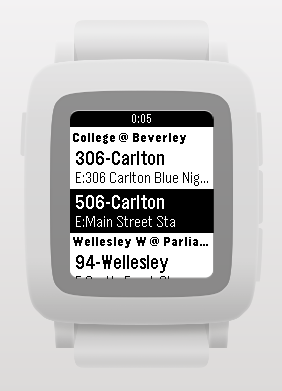 0:05
College @ Beverley
306-Carlton
E:306 Carlton Blue Nig...
506-Carlton
E:Main Street Sta
Wellesley W @ Parlia...
94-Wellesley